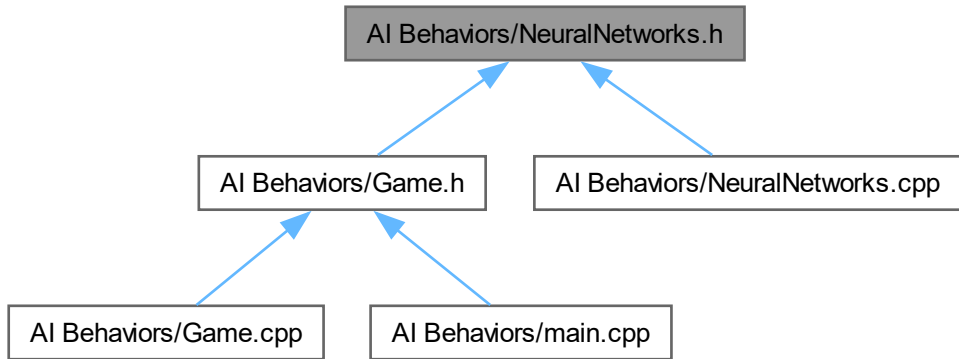 AI Behaviors/NeuralNetworks.h
AI Behaviors/Game.h
AI Behaviors/NeuralNetworks.cpp
AI Behaviors/Game.cpp
AI Behaviors/main.cpp